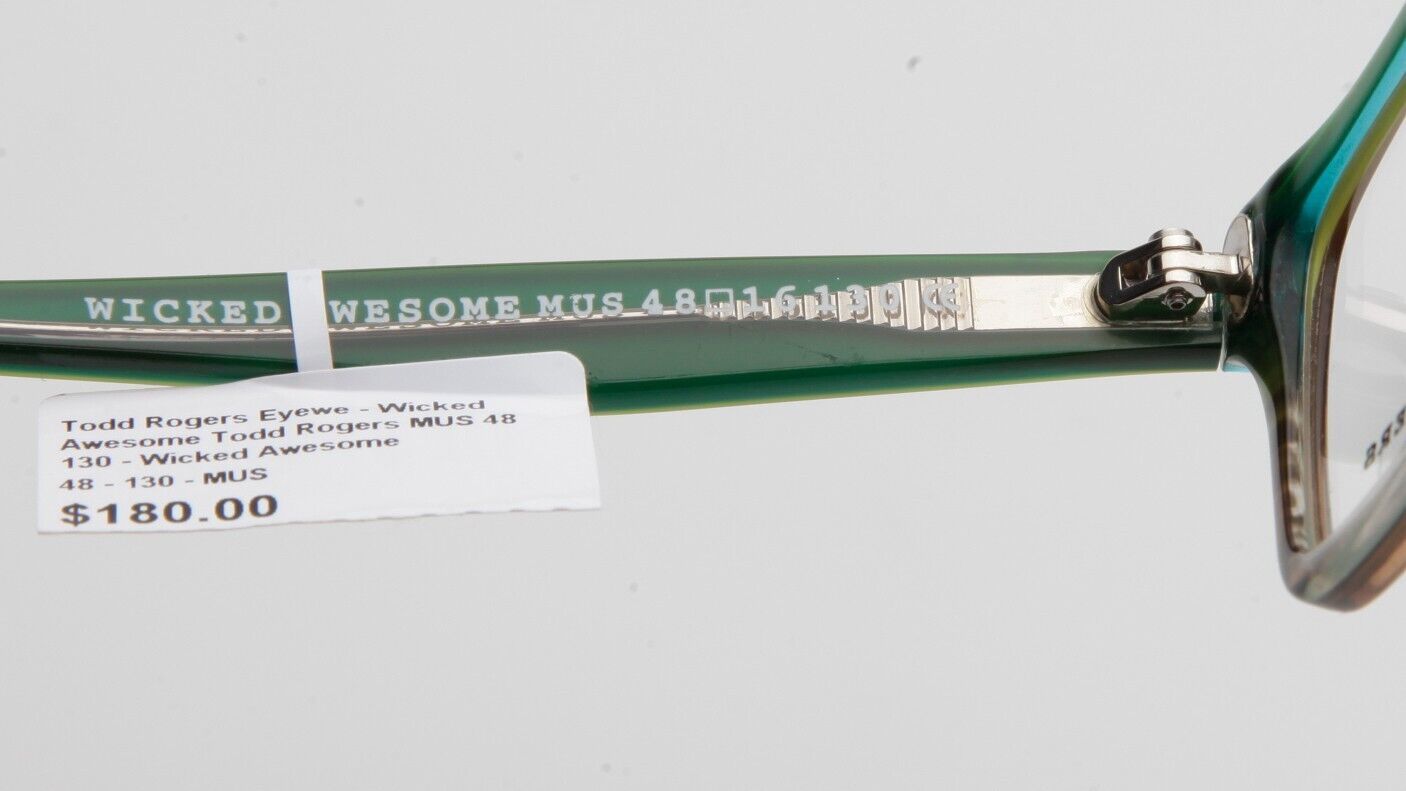 WICKED WESOME MUS 48□16 130 CE
Todd Rogers Eyewe - Wicked
Awesome Todd Rogers MUS 48
130 - Wicked Awesome
48 - 130 - MUS
$180.00